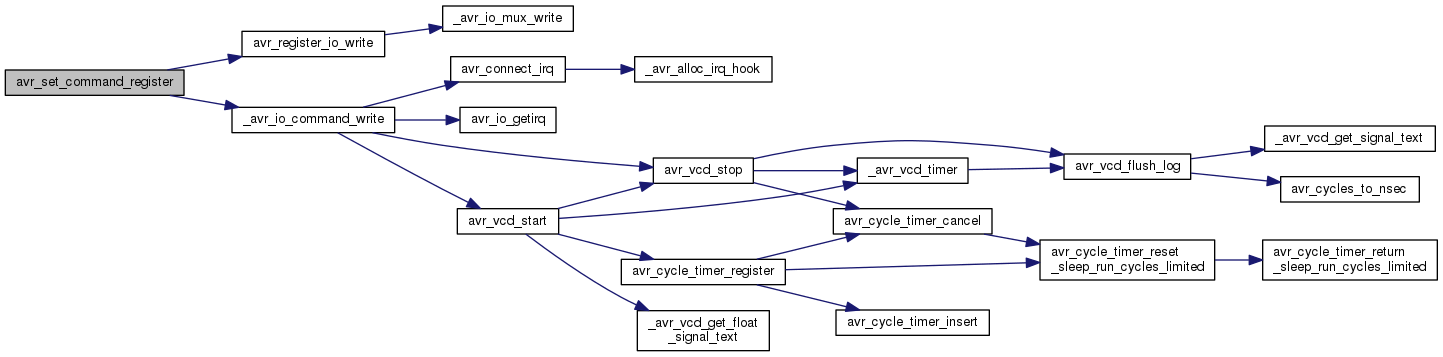 avr_set_command_register
avr_register_io_write
_avr_io_mux_write
_avr_io_command_write
avr_connect_irq
_avr_alloc_irq_hook
avr_io_getirq
avr_vcd_stop
avr_vcd_start
_avr_vcd_timer
avr_vcd_flush_log
_avr_vcd_get_signal_text
avr_cycles_to_nsec
avr_cycle_timer_cancel
avr_cycle_timer_register
avr_cycle_timer_reset
_sleep_run_cycles_limited
avr_cycle_timer_return
_sleep_run_cycles_limited
avr_cycle_timer_insert
_avr_vcd_get_float
_signal_text